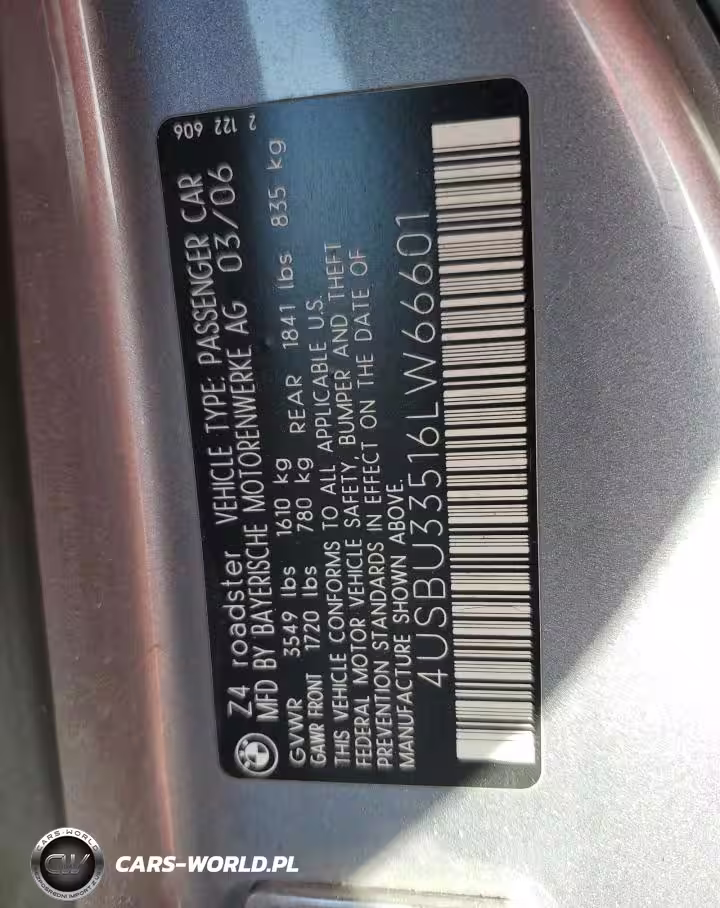 2 122 606
Z4 roadster VEHICLE TYPE: PASSENGER CAR
MFD BY BAYERISCHE MOTORENWERKE AG 03/06
GVWR 3549 lbs 1610 kg
GAWR FRONT 1720 lbs 780 kg REAR 1841 lbs 835 kg
THIS VEHICLE CONFORMS TO ALL APPLICABLE U.S.
FEDERAL MOTOR VEHICLE SAFETY, BUMPER AND THEFT
PREVENTION STANDARDS IN EFFECT ON THE DATE OF
MANUFACTURE SHOWN ABOVE.
4USBU33516LW66601
CARS-WORLD
CW
CARS-WORLD.PL